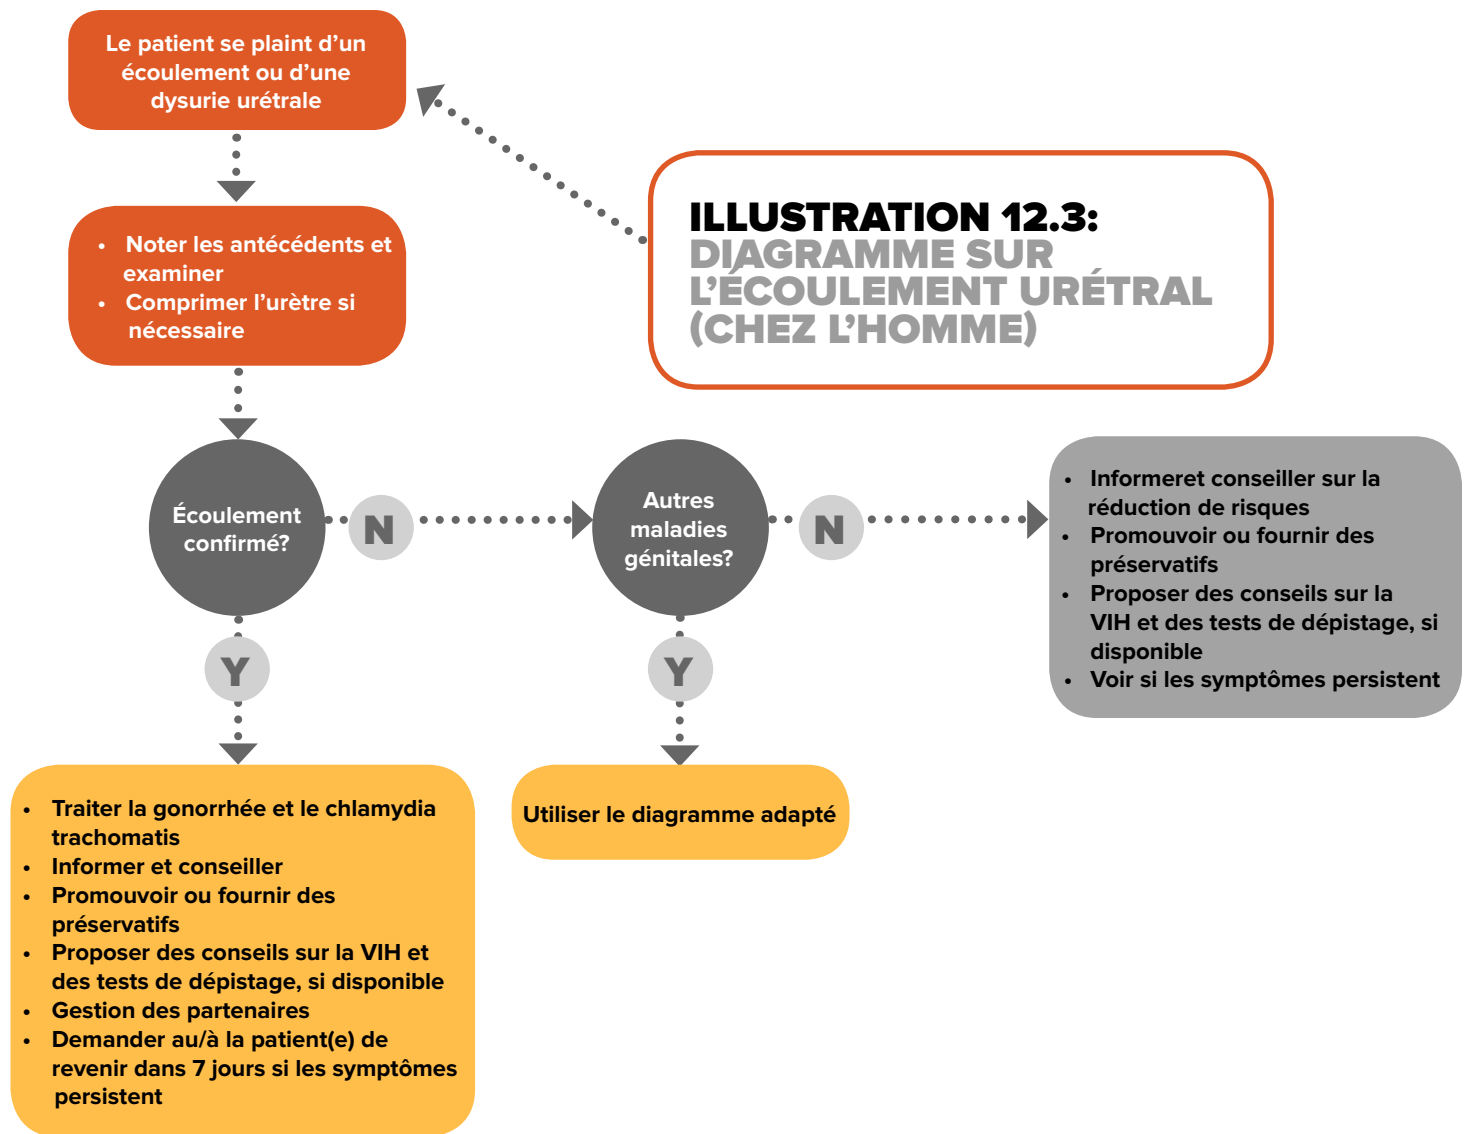 Le patient se plaint d’un
écoulement ou d’une
dysurie urétrale
ILLUSTRATION 12.3:
DIAGRAMME SUR
L’ÉCOULEMENT URÉTRAL
(CHEZ L’HOMME)
• Noter les antécédents et
examiner
• Comprimer l’urètre si
nécessaire
Écoulement
confirmé?
N
Autres
maladies
génitales?
N
• Informeret conseiller sur la
réduction de risques
• Promouvoir ou fournir des
préservatifs
• Proposer des conseils sur la
VIH et des tests de dépistage, si
disponible
• Voir si les symptômes persistent
Y
Y
• Traiter la gonorrhée et le chlamydia
trachomatis
• Informer et conseiller
• Promouvoir ou fournir des
préservatifs
• Proposer des conseils sur la VIH et
des tests de dépistage, si disponible
• Gestion des partenaires
• Demander au/à la patient(e) de
revenir dans 7 jours si les symptômes
persistent
Utiliser le diagramme adapté